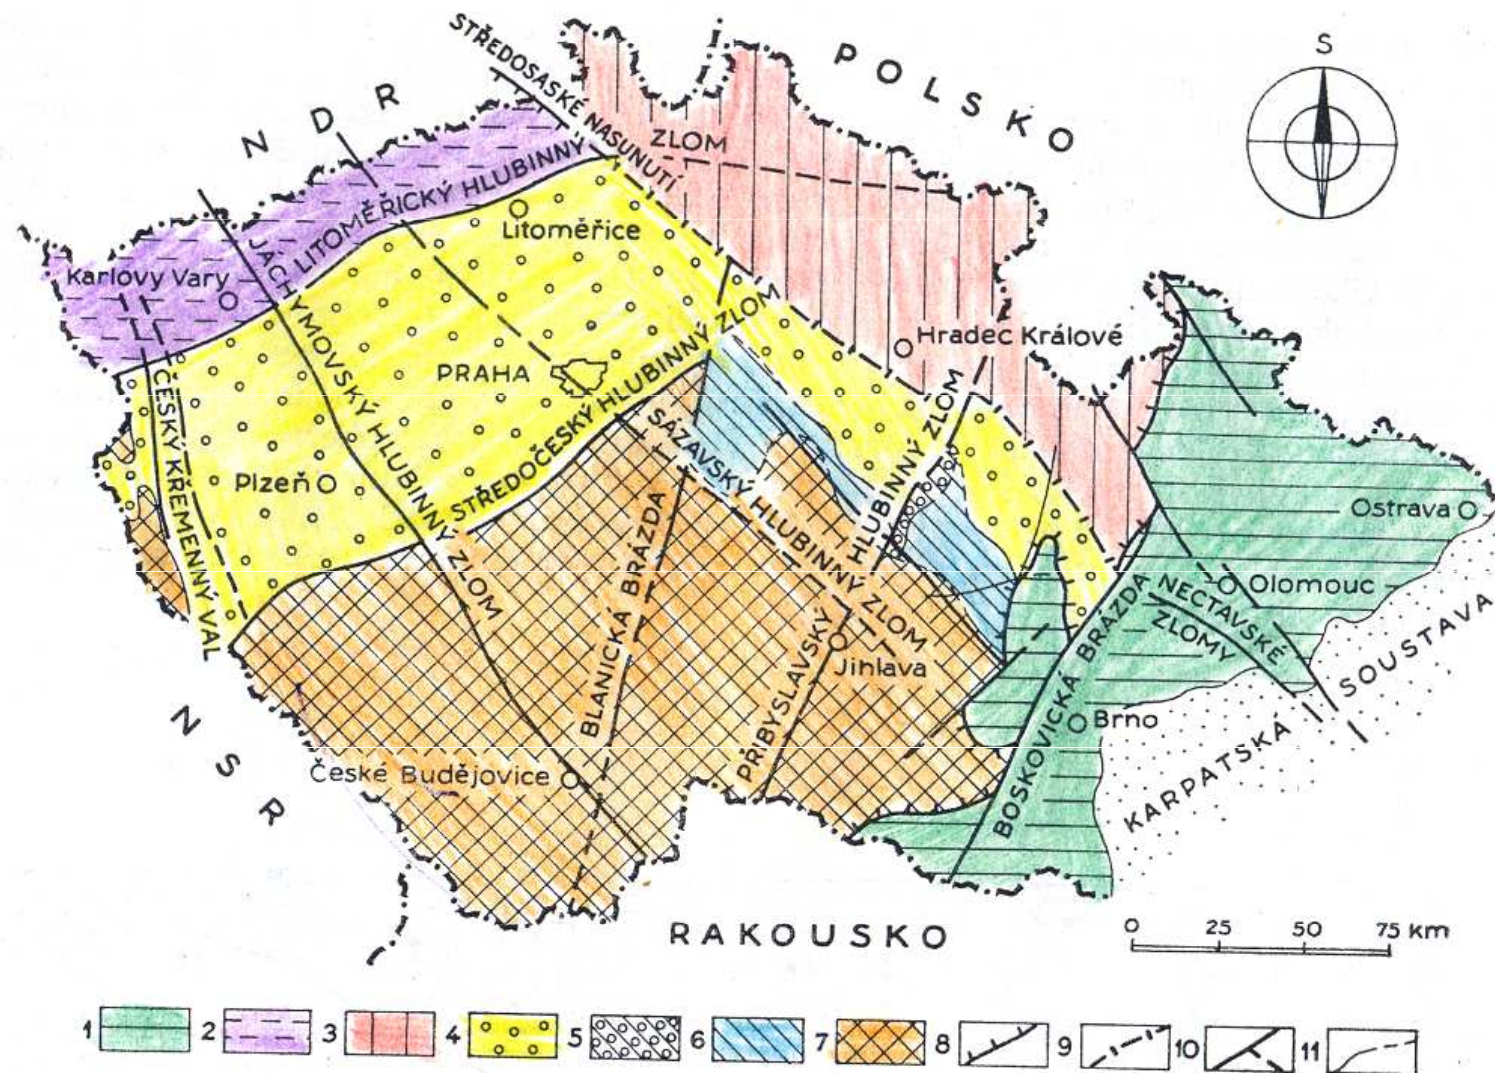 STŘEDOSASKÉ NASUNUTÍ
POLSKO
S
NDR
ZLOM
LITOMĚŘICKÝ HLUBINNÝ
Litoměřice
JÁCHYMOVSKÝ HLUBINNÝ ZLOM
Karlovy Vary
Hradec Králové
PRAHA
STŘEDOČESKÝ HLUBINNÝ ZLOM
ČESKÝ KŘEMENNÝ VAL
Plzeň
SÁZAVSKÝ HLUBINNÝ ZLOM
HLUBINNÝ ZLOM
PŘIBYSLAVSKÝ
BLANICKÁ BRÁZDA
Ostrava
Olomouc
NECTAVSKÉ
ZLOMY
Jihlava
BOSKOVICKÁ BRÁZDA
Brno
KARPATSKÁ SOUSTAVA
NSR
České Budějovice
RAKOUSKO
0 25 50 75 km
1 2 3 4 5 6 7 8 9 10 11